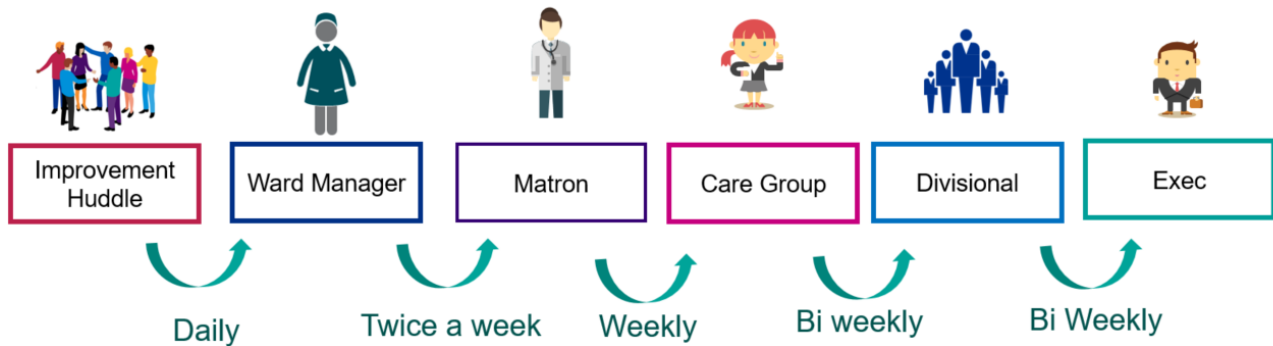 Improvement
Huddle
Ward Manager
Matron
Care Group
Divisional
Exec
Daily
Twice a week
Weekly
Bi weekly
Bi Weekly